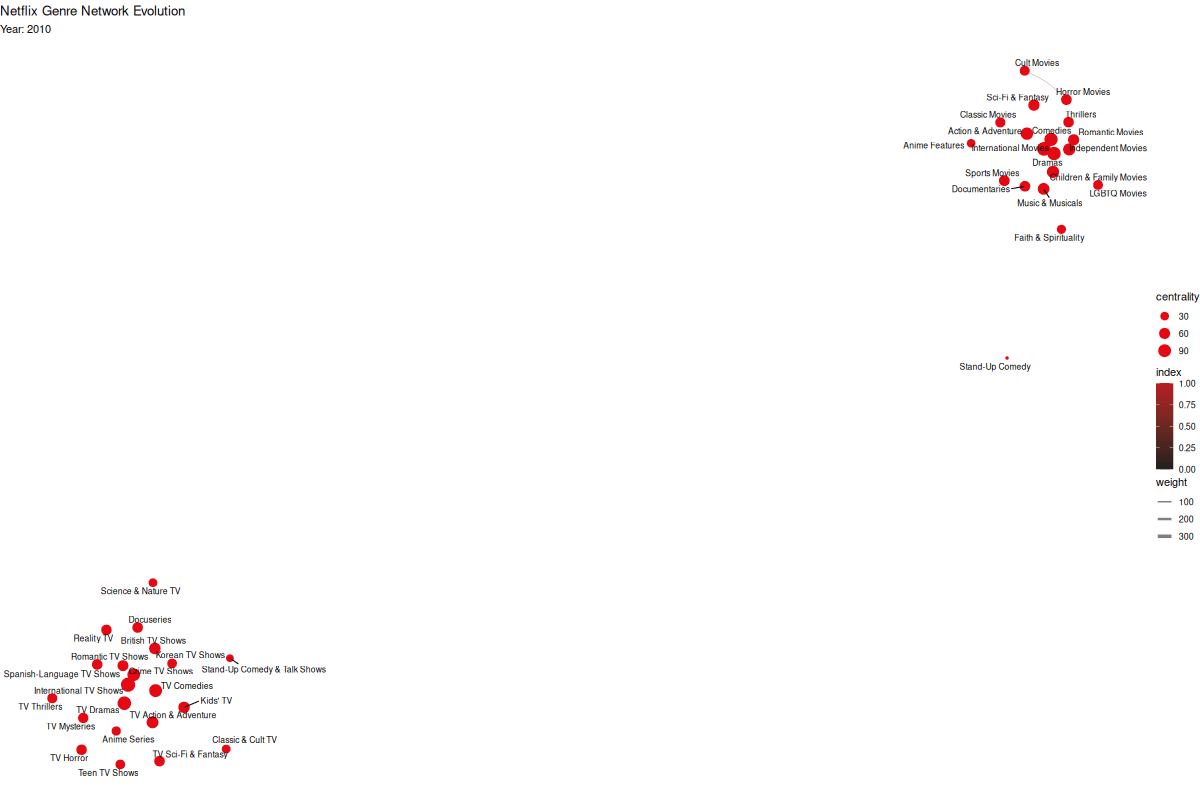 Netflix Genre Network Evolution
Year: 2010
Cult Movies
Horror Movies
Sci-Fi & Fantasy
Classic Movies
Thrillers
Action & Adventure
Comedies
Romantic Movies
Anime Features
International Movies
Independent Movies
Dramas
Sports Movies
Children & Family Movies
Documentaries
LGBTQ Movies
Music & Musicals
Faith & Spirituality
centrality
30
60
90
Stand-Up Comedy
index
1.00
0.75
0.50
0.25
0.00
weight
100
200
300
Science & Nature TV
Docuseries
Reality TV
British TV Shows
Romantic TV Shows
Korean TV Shows
Spanish-Language TV Shows
Crime TV Shows
Stand-Up Comedy & Talk Shows
International TV Shows
TV Comedies
TV Thrillers
Kids' TV
TV Dramas
TV Action & Adventure
TV Mysteries
Anime Series
Classic & Cult TV
TV Horror
TV Sci-Fi & Fantasy
Teen TV Shows